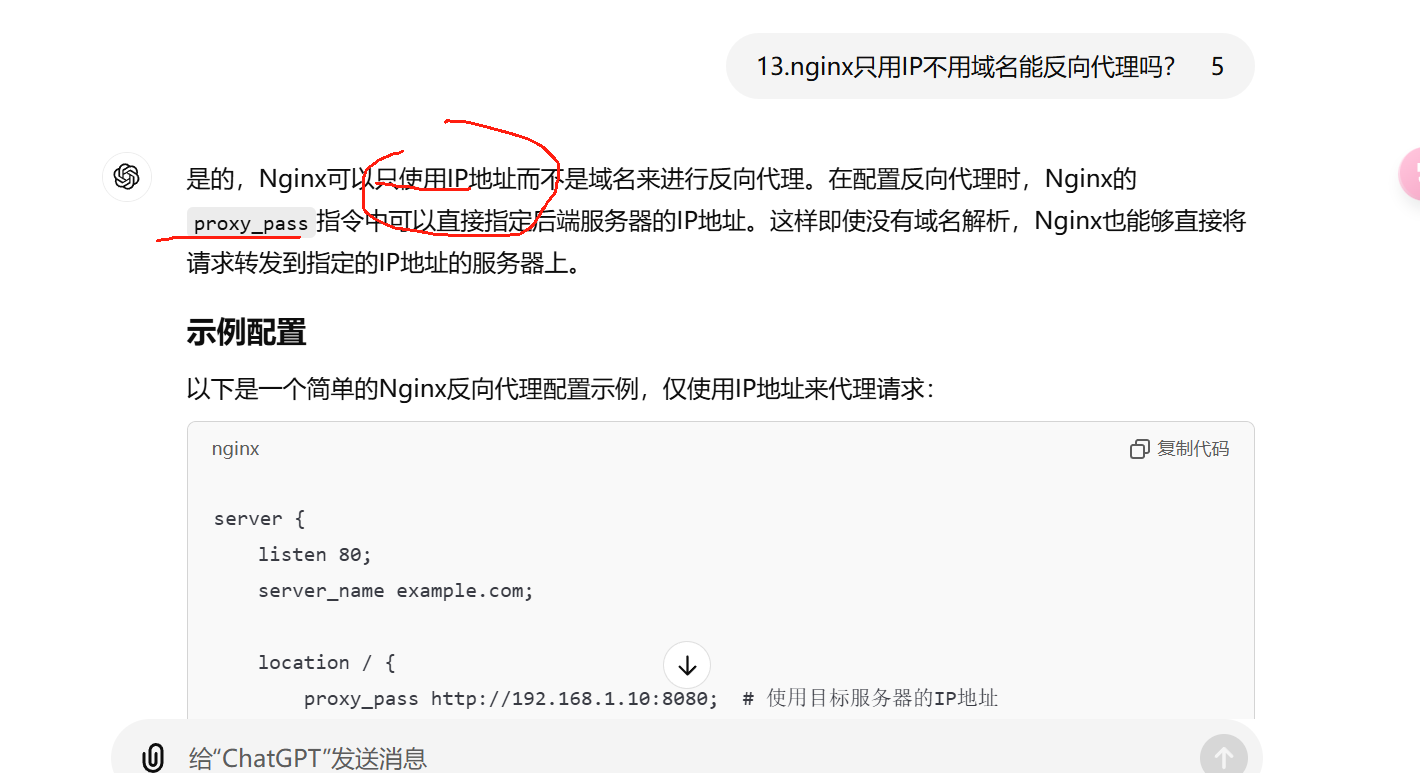 13.nginx只用IP不用域名能反向代理吗？ 5
是的，Nginx可以只使用IP地址而不是域名来进行反向代理。在配置反向代理时，Nginx的
proxy_pass指令中可以直接指定后端服务器的IP地址。这样即使没有域名解析，Nginx也能够直接将
请求转发到指定的IP地址的服务器上。
示例配置
以下是一个简单的Nginx反向代理配置示例，仅使用IP地址来代理请求：
nginx 复制代码
server {
listen 80;
server_name example.com;
location / {
proxy_pass http://192.168.1.10:8080; # 使用目标服务器的IP地址
给“ChatGPT”发送消息